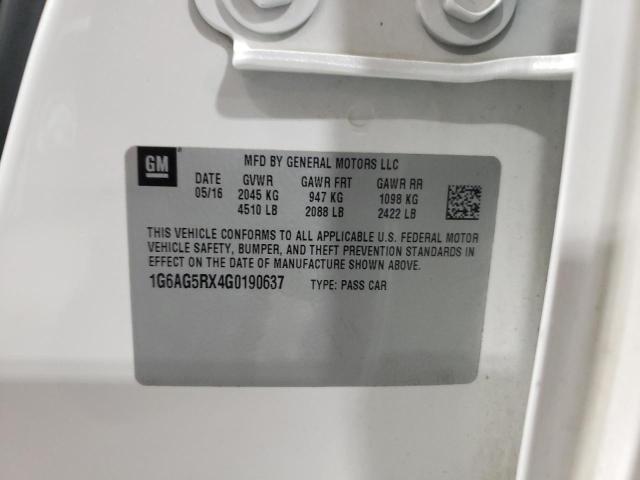 GM
MFD BY GENERAL MOTORS LLC
DATE GVWR GAWR FRT GAWR RR
05/16 2045 KG 947 KG 1098 KG
4510 LB 2088 LB 2422 LB
THIS VEHICLE CONFORMS TO ALL APPLICABLE U.S. FEDERAL MOTOR
VEHICLE SAFETY, BUMPER, AND THEFT PREVENTION STANDARDS IN
EFFECT ON THE DATE OF MANUFACTURE SHOWN ABOVE.
1G6AG5RX4G0190637 TYPE: PASS CAR